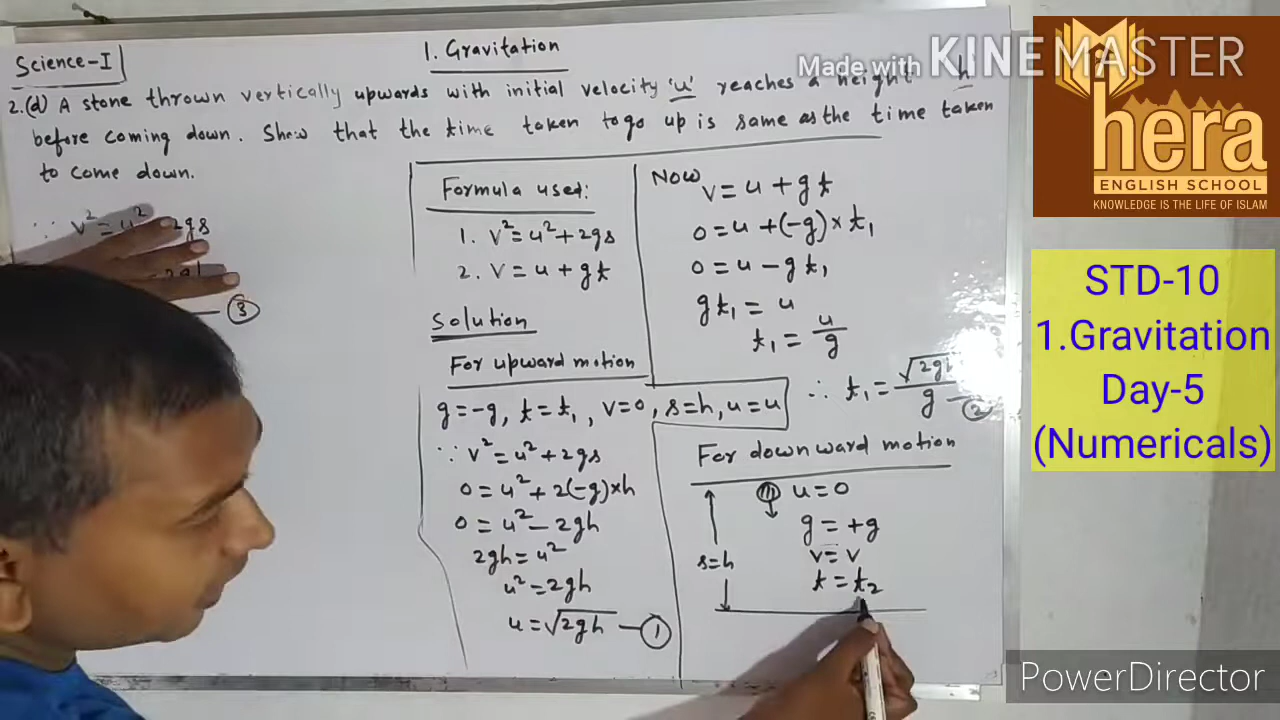 Science-I
1. Gravitation
2.(d) A stone thrown vertically upwards with initial velocity 'u' reaches a height 'h'
before coming down. Show that the time taken to go up is same as the time taken
to come down.
∵ v² = u² 2gs
③
Formula used:
1. v² = u² + 2gs
2. v = u + gt
Solution
For upward motion
g = -g, t = t₁, v = 0, s = h, u = u
∵ v² = u² + 2gs
0 = u² + 2(-g) × h
0 = u² - 2gh
2gh = u²
u² = 2gh
u = √2gh — ①
Now
v = u + gt
0 = u + (-g) × t₁
0 = u - gt₁
gt₁ = u
t₁ = u/g
∴ t₁ = √2gh/g — ②
For downward motion
u = 0
g = +g
s=h
v = v
t = t₂
Made with KINEMASTER
hera
ENGLISH SCHOOL
KNOWLEDGE IS THE LIFE OF ISLAM
STD-10
1.Gravitation
Day-5
(Numericals)
PowerDirector